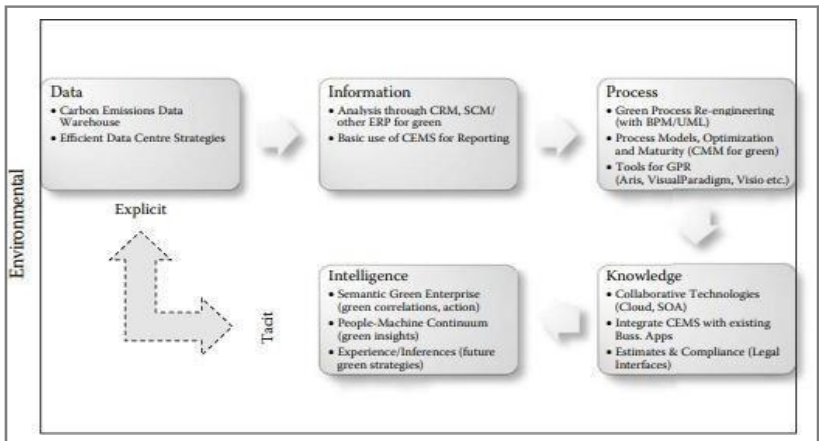 Environmental
Data
• Carbon Emissions Data
Warehouse
• Efficient Data Centre Strategies
Information
• Analysis through CRM, SCM/
other ERP for green
• Basic use of CEMS for Reporting
Process
• Green Process Re-engineering
(with BPM/UML)
• Process Models, Optimization
and Maturity (CMM for green)
• Tools for GPR
(Aris, VisualParadigm, Visio etc.)
Explicit
Tacit
Intelligence
• Semantic Green Enterprise
(green correlations, action)
• People-Machine Continuum
(green insights)
• Experience/Inferences (future
green strategies)
Knowledge
• Collaborative Technologies
(Cloud, SOA)
• Integrate CEMS with existing
Buss. Apps
• Estimates & Compliance (Legal
Interfaces)